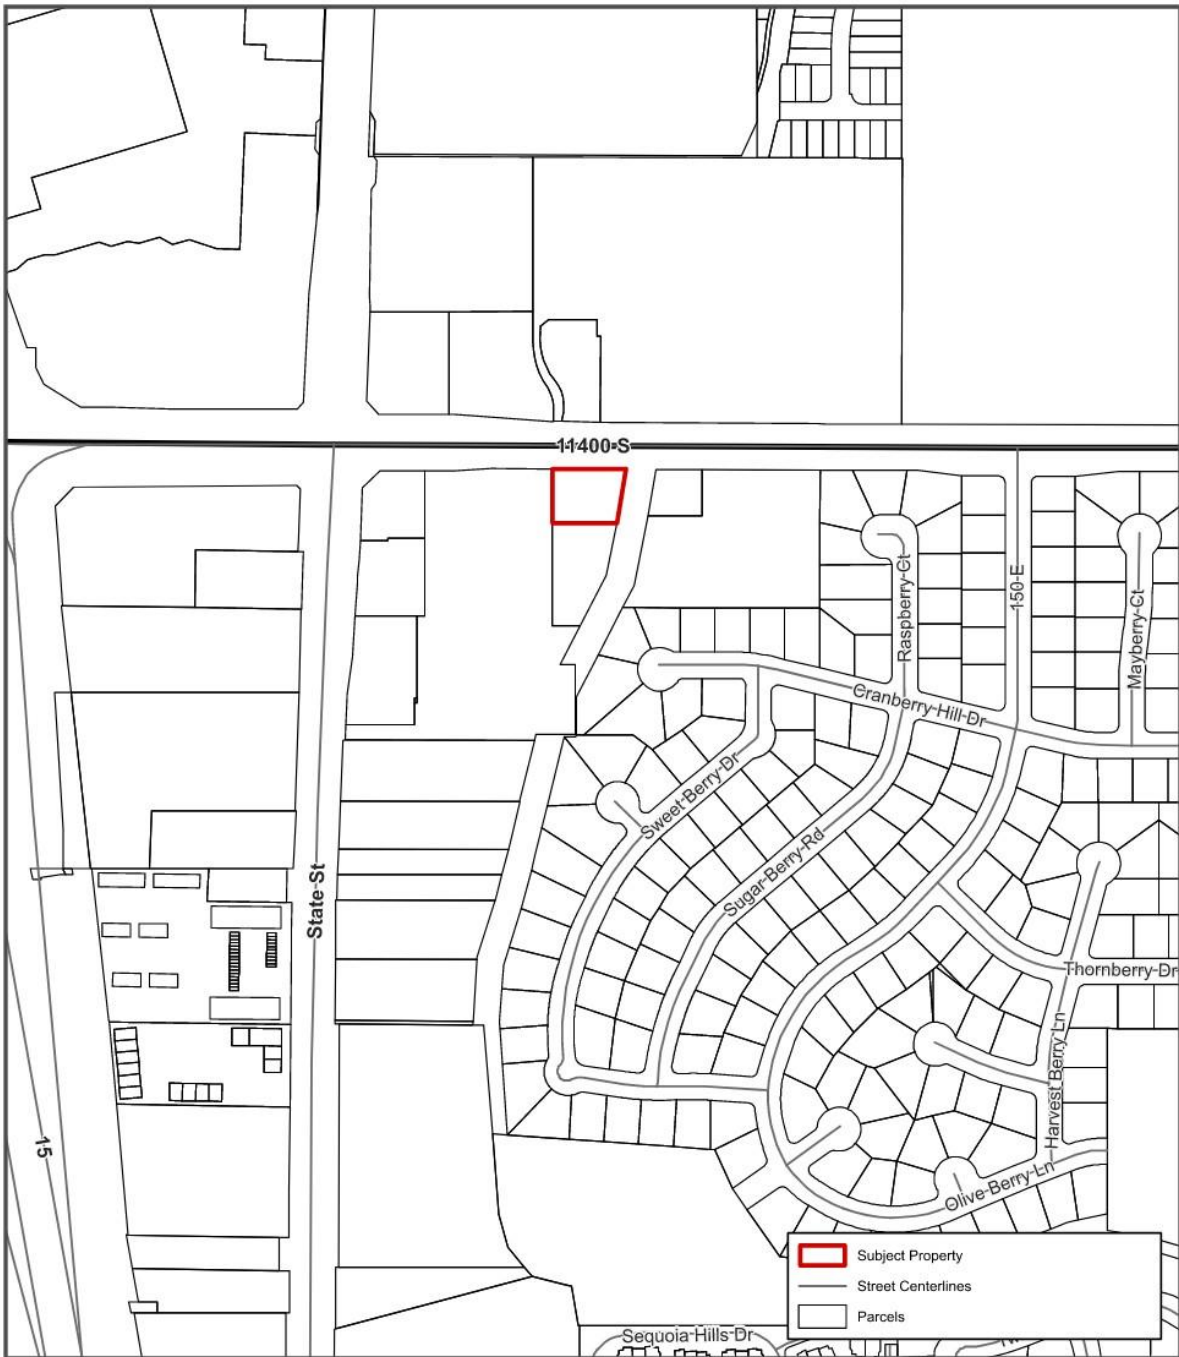 11400 S
Raspberry Ct
150 E
Mayberry Ct
Cranberry Hill Dr
Sweet Berry Dr
Sugar Berry Rd
State St
Thornberry Dr
Harvest Berry Ln
15
Olive Berry Ln
Subject Property
Street Centerlines
Parcels
Sequoia Hills Dr